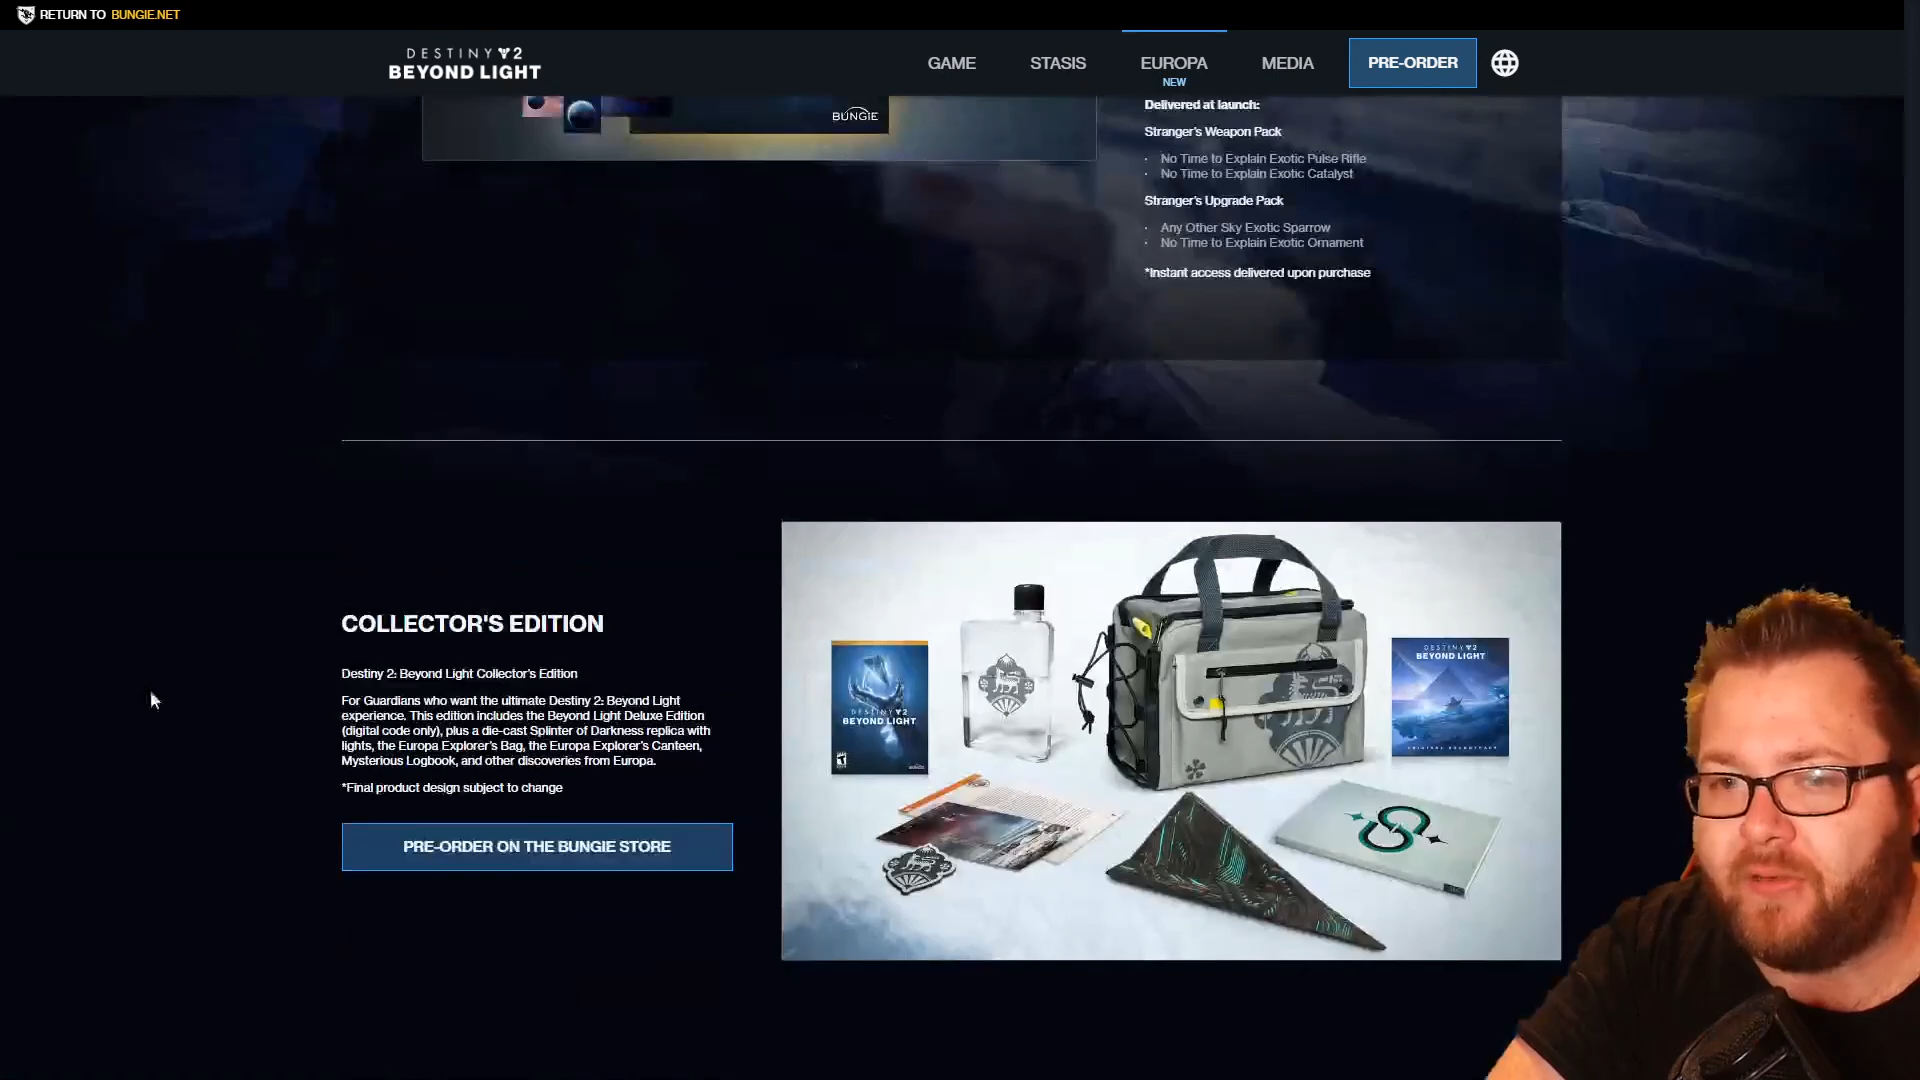 RETURN TO BUNGIE.NET
DESTINY 2
BEYOND LIGHT
GAME
STASIS
EUROPA
NEW
MEDIA
PRE-ORDER
BUNGIE
Delivered at launch:
Stranger's Weapon Pack
· No Time to Explain Exotic Pulse Rifle
· No Time to Explain Exotic Catalyst
Stranger's Upgrade Pack
· Any Other Sky Exotic Sparrow
· No Time to Explain Exotic Ornament
*Instant access delivered upon purchase
COLLECTOR'S EDITION
Destiny 2: Beyond Light Collector's Edition
For Guardians who want the ultimate Destiny 2: Beyond Light
experience. This edition includes the Beyond Light Deluxe Edition
(digital code only), plus a die-cast Splinter of Darkness replica with
lights, the Europa Explorer's Bag, the Europa Explorer's Canteen,
Mysterious Logbook, and other discoveries from Europa.
*Final product design subject to change
PRE-ORDER ON THE BUNGIE STORE
DESTINY 2
BEYOND LIGHT
DESTINY 2
BEYOND LIGHT
ORIGINAL SOUNDTRACK